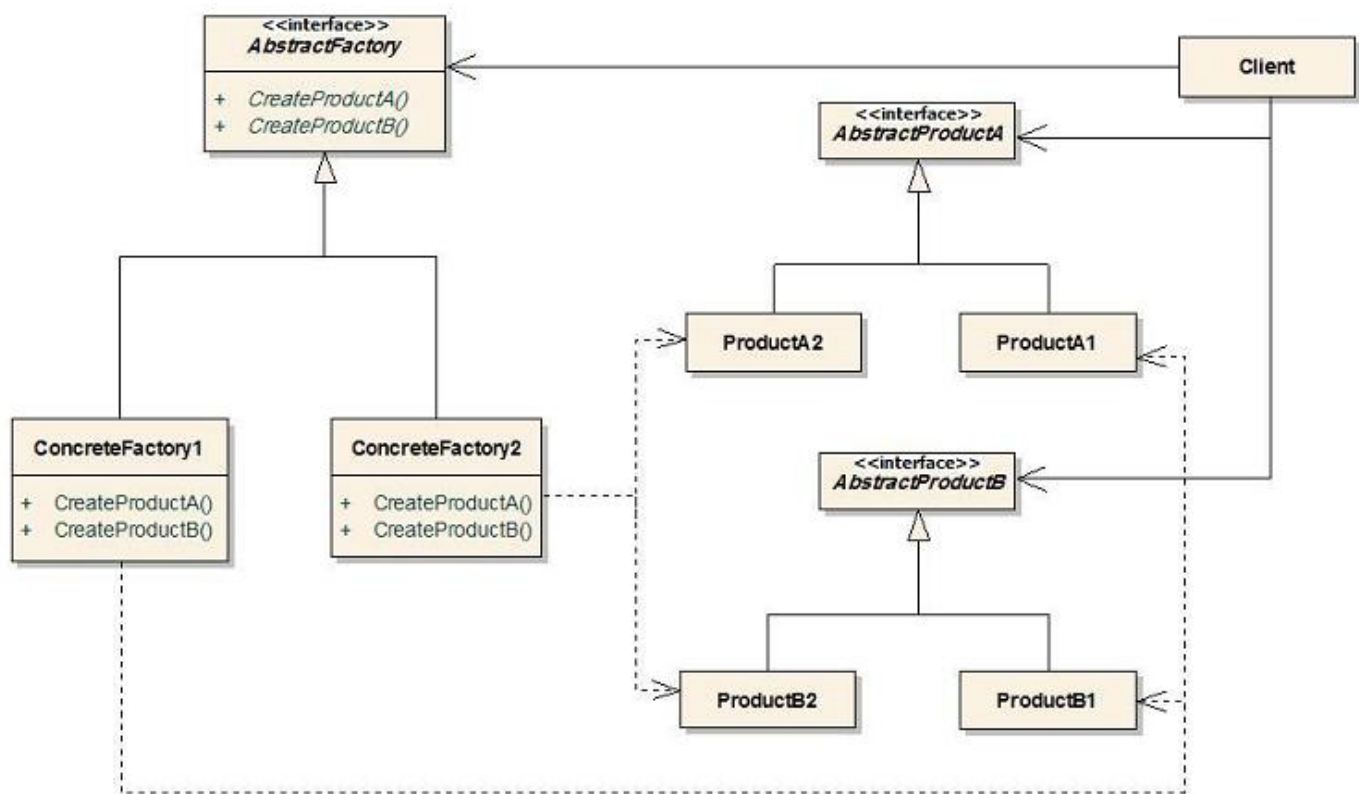 <<interface>>
AbstractFactory
+ CreateProductA()
+ CreateProductB()
Client
<<interface>>
AbstractProductA
ProductA2
ProductA1
ConcreteFactory1
+ CreateProductA()
+ CreateProductB()
ConcreteFactory2
+ CreateProductA()
+ CreateProductB()
<<interface>>
AbstractProductB
ProductB2
ProductB1